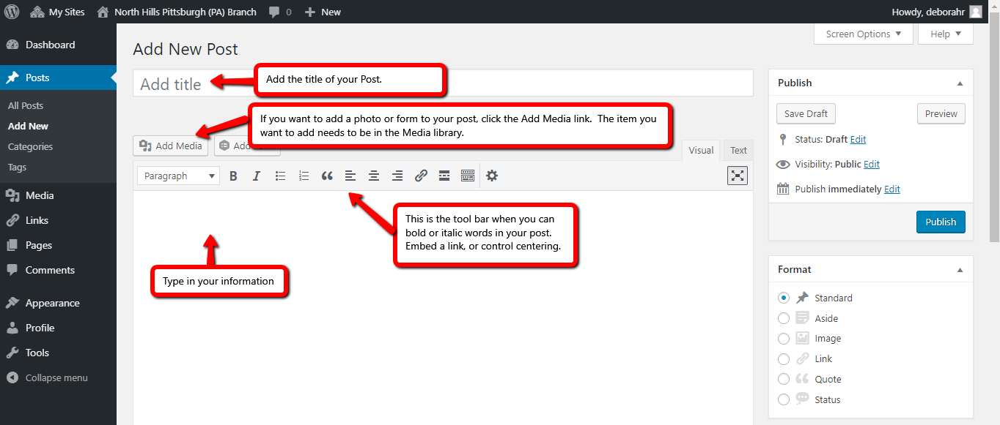 My Sites North Hills Pittsburgh (PA) Branch 0 New Howdy, deborahr
Screen Options Help
Dashboard
Posts
All Posts
Add New
Categories
Tags
Media
Links
Pages
Comments
Appearance
Profile
Tools
Collapse menu
Add New Post
Add title
Add the title of your Post.
If you want to add a photo or form to your post, click the Add Media link. The item you
want to add needs to be in the Media library.
Add Media Add
Visual Text
Paragraph B I
This is the tool bar when you can
bold or italic words in your post.
Embed a link, or control centering.
Type in your information
Publish
Save Draft Preview
Status: Draft Edit
Visibility: Public Edit
Publish immediately Edit
Publish
Format
Standard
Aside
Image
Link
Quote
Status